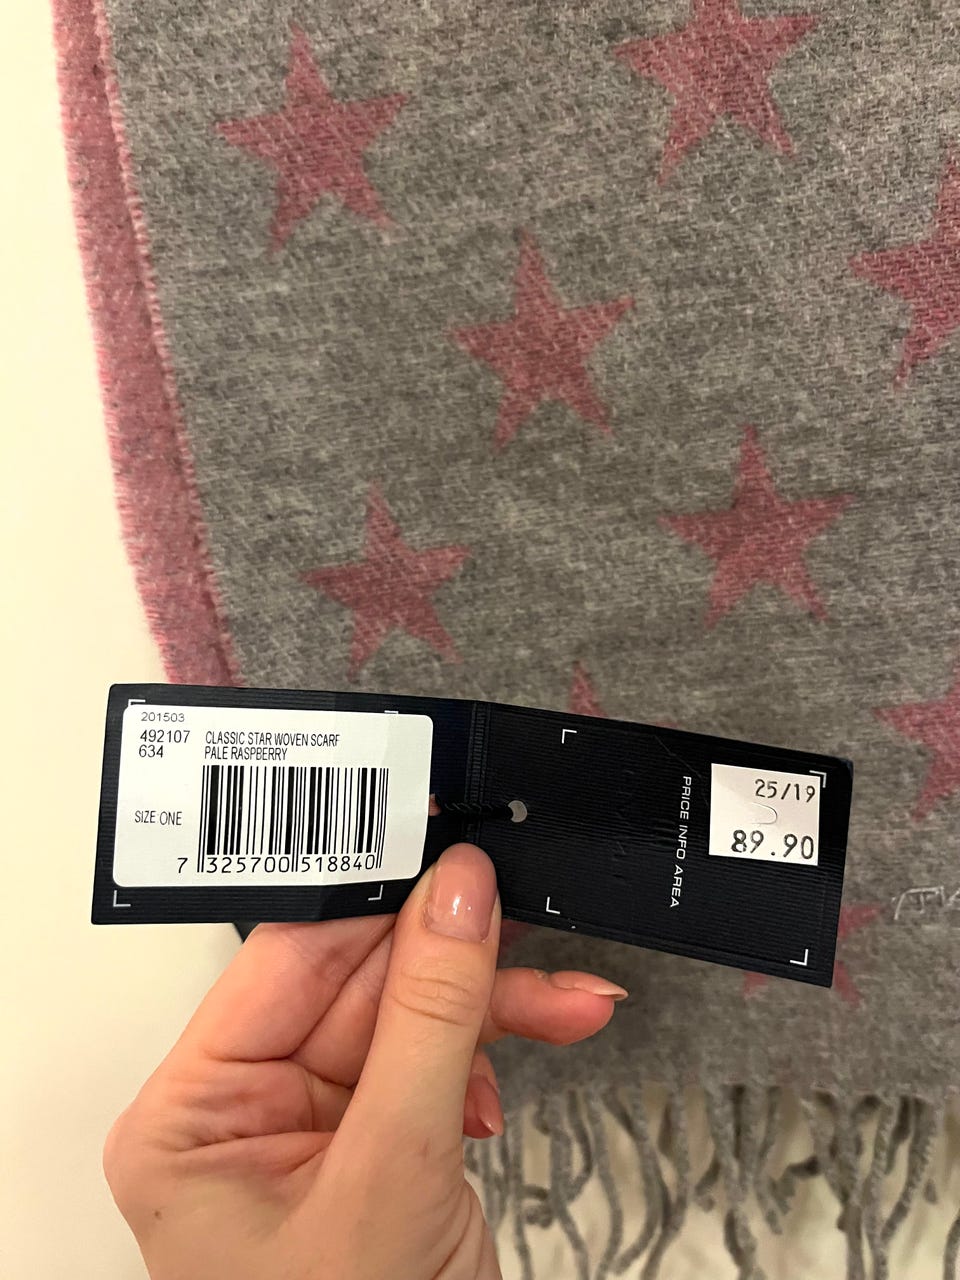 201503
492107 CLASSIC STAR WOVEN SCARF
634 PALE RASPBERRY
SIZE ONE
7 325700 518840
PRICE INFO AREA
25/19
89.90